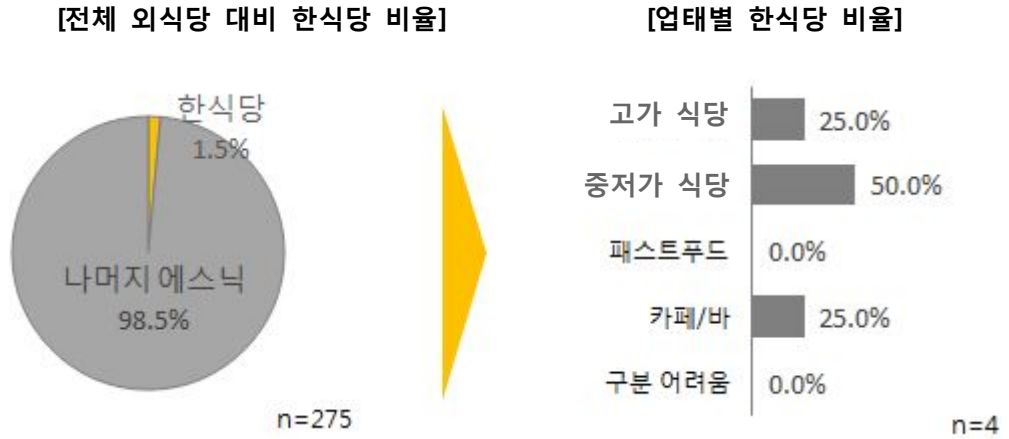 [전체 외식당 대비 한식당 비율]
한식당
1.5%
나머지 에스닉
98.5%
n=275
[업태별 한식당 비율]
고가 식당 25.0%
중저가 식당 50.0%
패스트푸드 0.0%
카페/바 25.0%
구분 어려움 0.0%
n=4